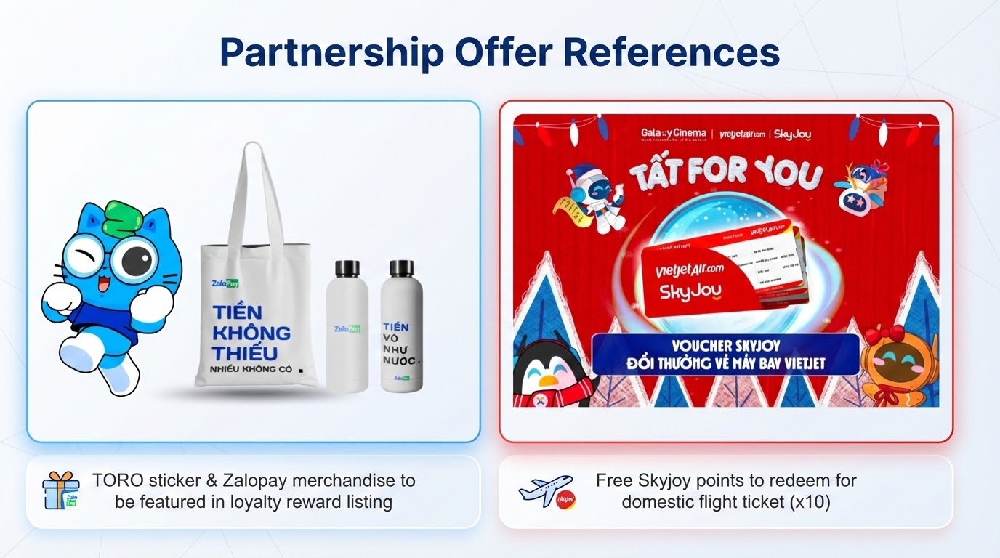 Partnership Offer References
ZaloPay
TIỀN
KHÔNG
THIẾU
NHIỀU KHÔNG CÓ .
ZaloPay
TIỀN
VÔ
NHƯ
NƯỚC .
ZaloPay
Galaxy Cinema | vietjetair.com | SkyJoy
TẤT FOR YOU
vietjetAir.com
SkyJoy
VOUCHER SKYJOY
ĐỔI THƯỞNG VÉ MÁY BAY VIETJET
TORO sticker & Zalopay merchandise to
be featured in loyalty reward listing
Free Skyjoy points to redeem for
domestic flight ticket (x10)